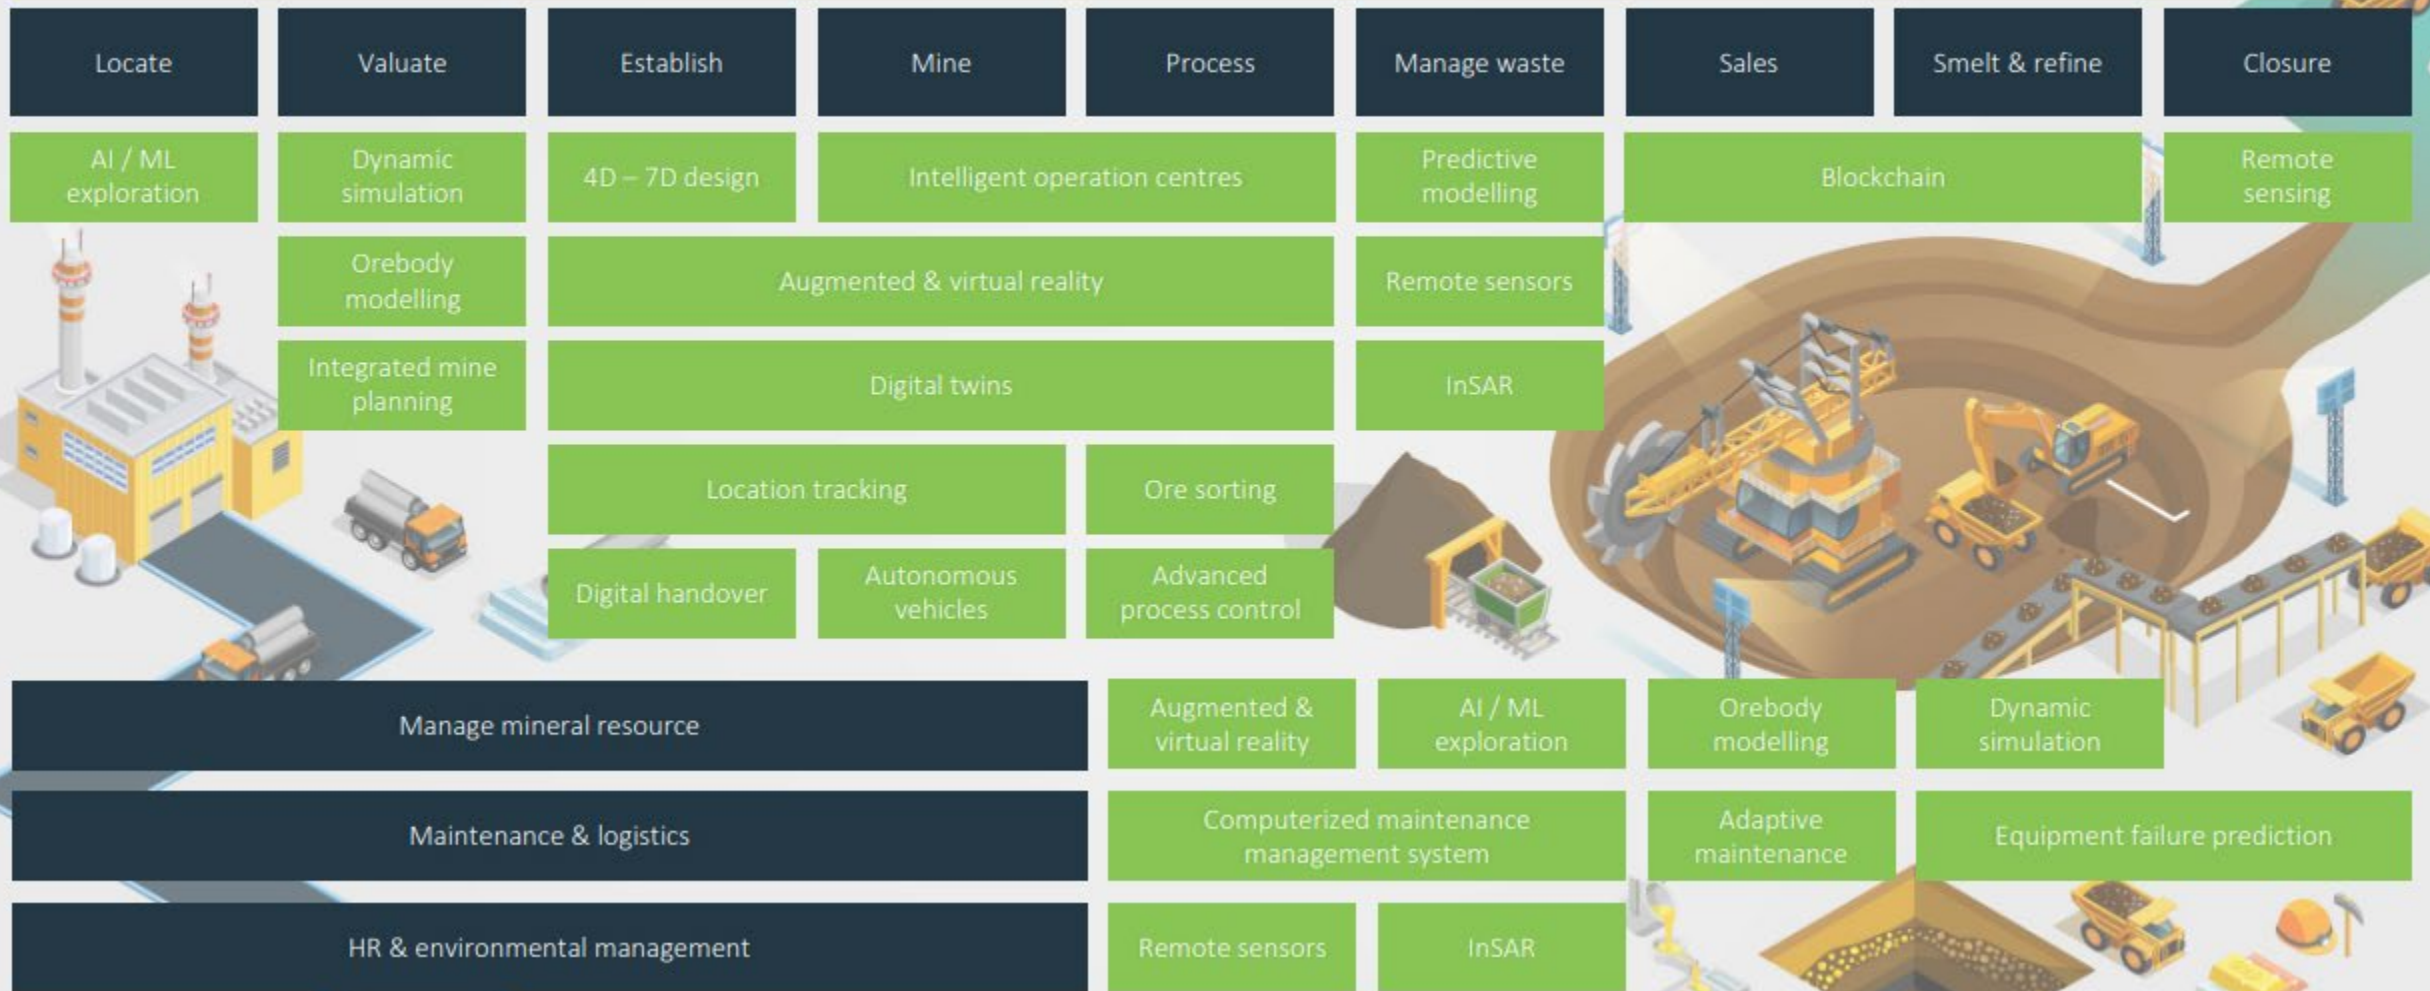 Locate
Valuate
Establish
Mine
Process
Manage waste
Sales
Smelt & refine
Closure
AI / ML
exploration
Dynamic
simulation
4D – 7D design
Intelligent operation centres
Predictive
modelling
Blockchain
Remote
sensing
Orebody
modelling
Augmented & virtual reality
Remote sensors
Integrated mine
planning
Digital twins
InSAR
Location tracking
Ore sorting
Digital handover
Autonomous
vehicles
Advanced
process control
Manage mineral resource
Augmented &
virtual reality
AI / ML
exploration
Orebody
modelling
Dynamic
simulation
Maintenance & logistics
Computerized maintenance
management system
Adaptive
maintenance
Equipment failure prediction
HR & environmental management
Remote sensors
InSAR